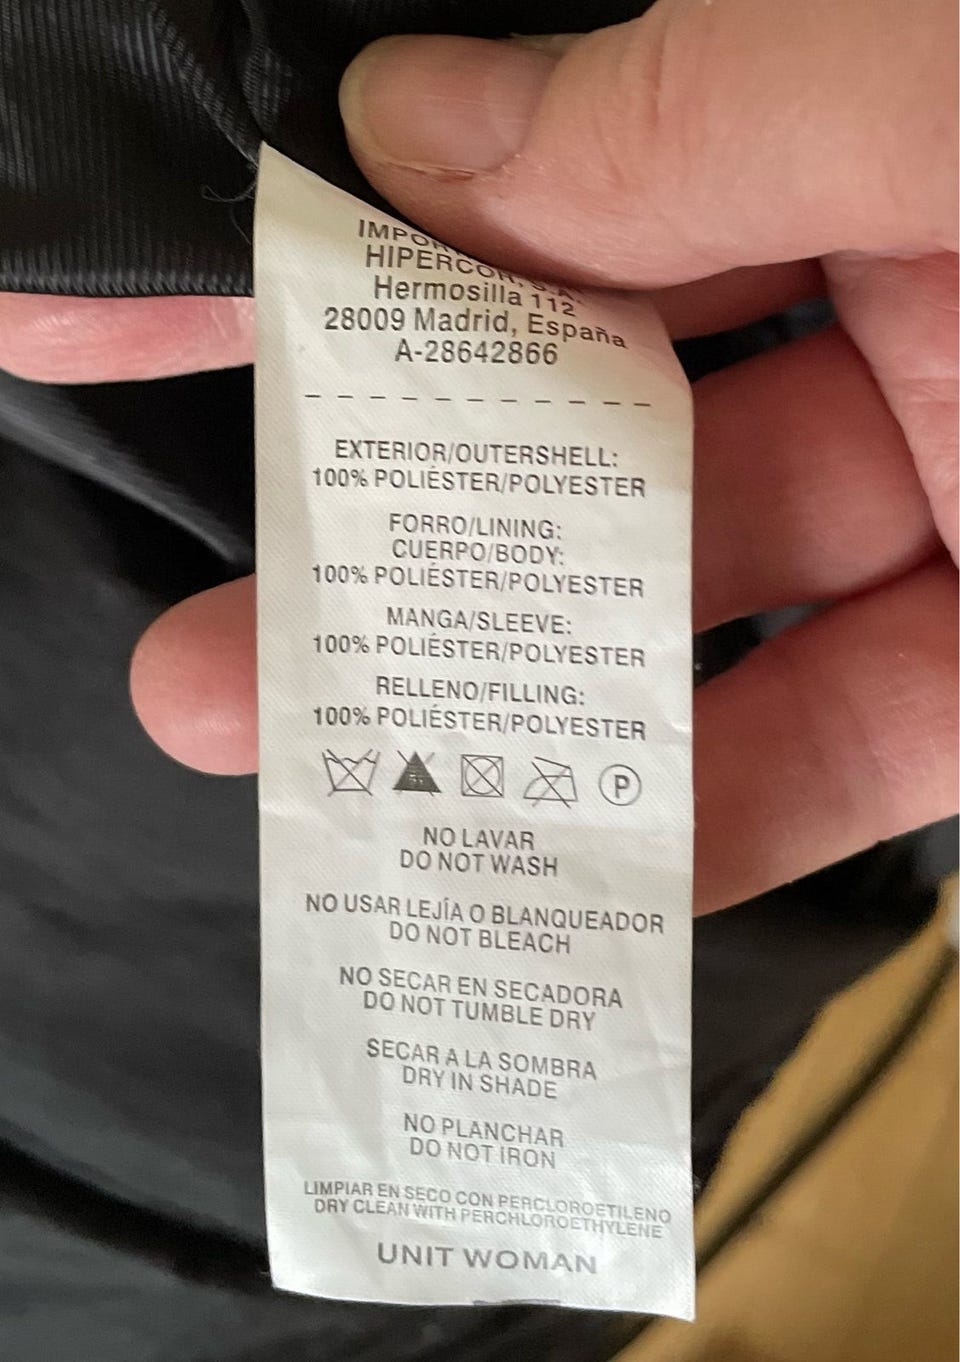 HIPERCOR, S.A.
Hermosilla 112
28009 Madrid, España
A-28642866
EXTERIOR/OUTERSHELL:
100% POLIÉSTER/POLYESTER
FORRO/LINING:
CUERPO/BODY:
100% POLIÉSTER/POLYESTER
MANGA/SLEEVE:
100% POLIÉSTER/POLYESTER
RELLENO/FILLING:
100% POLIÉSTER/POLYESTER
P
NO LAVAR
DO NOT WASH
NO USAR LEJÍA O BLANQUEADOR
DO NOT BLEACH
NO SECAR EN SECADORA
DO NOT TUMBLE DRY
SECAR A LA SOMBRA
DRY IN SHADE
NO PLANCHAR
DO NOT IRON
LIMPIAR EN SECO CON PERCLOROETILENO
DRY CLEAN WITH PERCHLOROETHYLENE
UNIT WOMAN